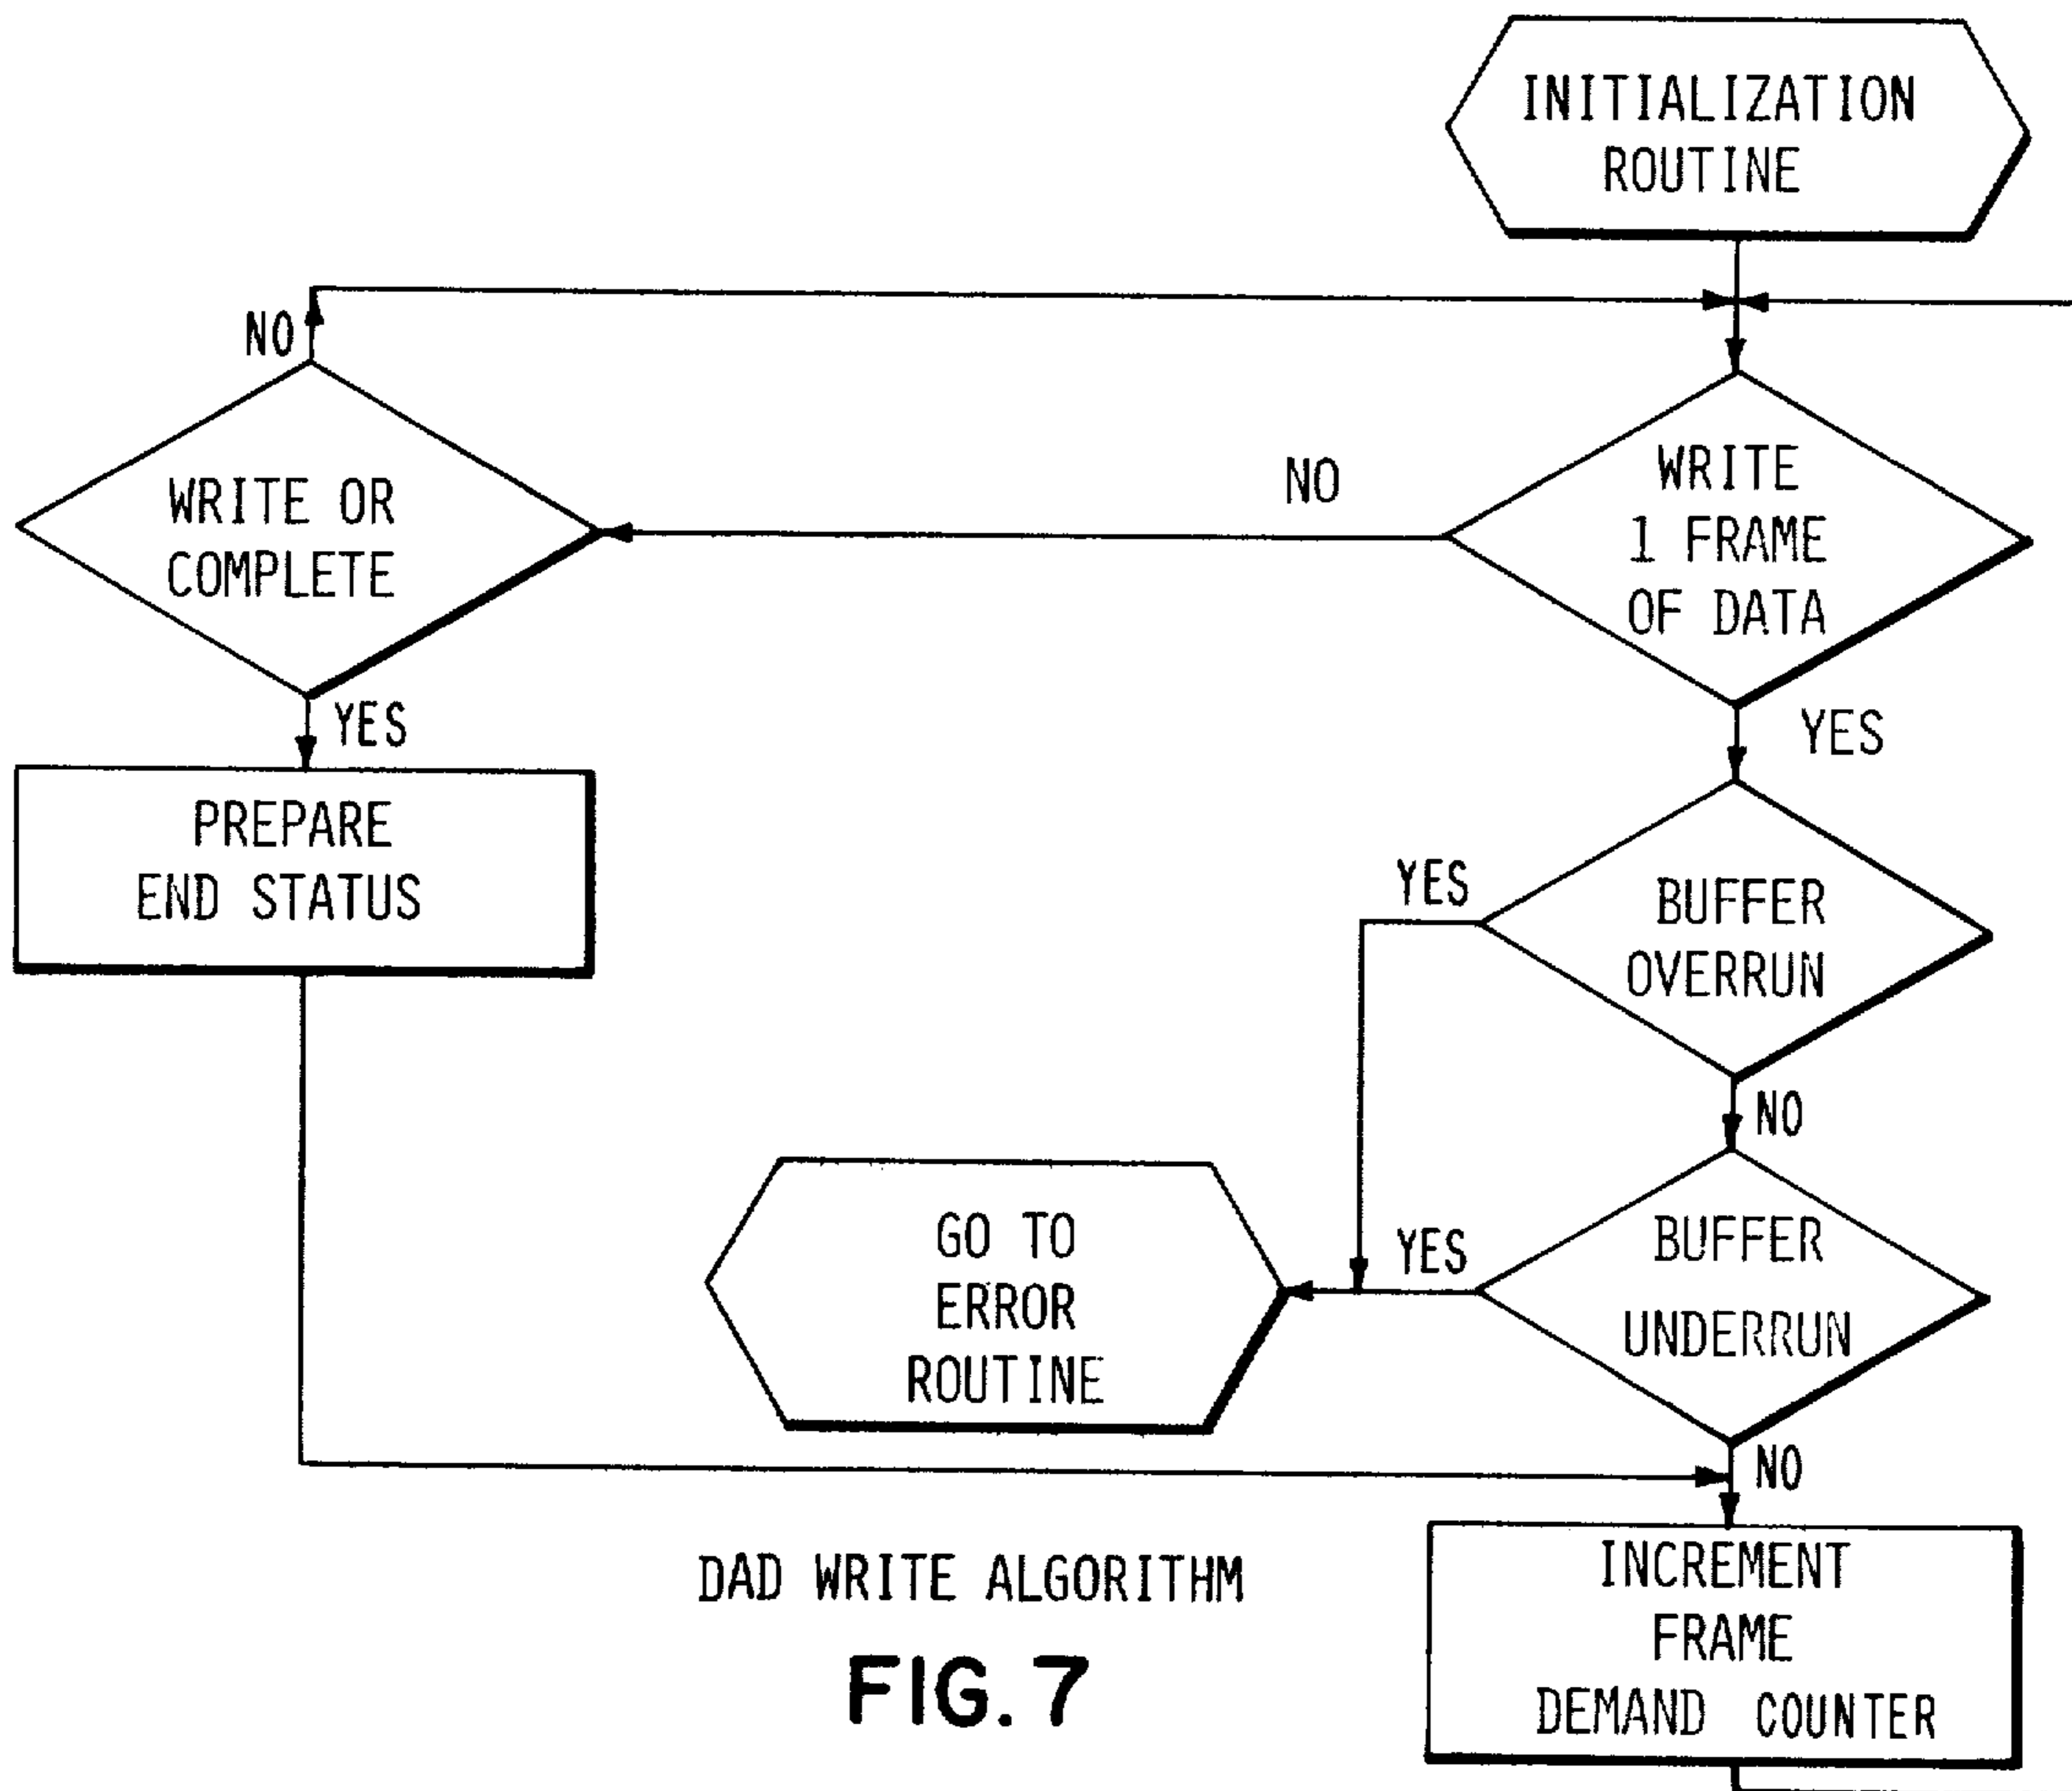 INITIALIZATION
ROUTINE
NO
WRITE OR
COMPLETE
NO
WRITE
1 FRAME
OF DATA
YES
YES
PREPARE
END STATUS
YES
BUFFER
OVERRUN
NO
GO TO
ERROR
ROUTINE
YES
BUFFER
UNDERRUN
NO
DAD WRITE ALGORITHM
FIG. 7
INCREMENT
FRAME
DEMAND COUNTER